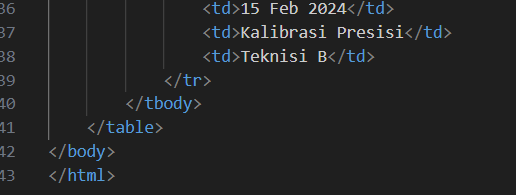 36 <td>15 Feb 2024</td>
37 <td>Kalibrasi Presisi</td>
38 <td>Teknisi B</td>
39 </tr>
40 </tbody>
41 </table>
42 </body>
43 </html>